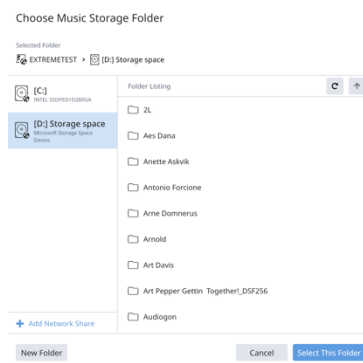 Choose Music Storage Folder
Selected Folder
EXTREMETEST › [D:] Storage space
[C:]
INTEL SSDPED1D280GA
[D:] Storage space
Microsoft Storage Space
Device
Folder Listing
2L
Aes Dana
Anette Askvik
Antonio Forcione
Arne Domnerus
Arnold
Art Davis
Art Pepper Gettin Together!_DSF256
Audiogon
+ Add Network Share
New Folder
Cancel
Select This Folder